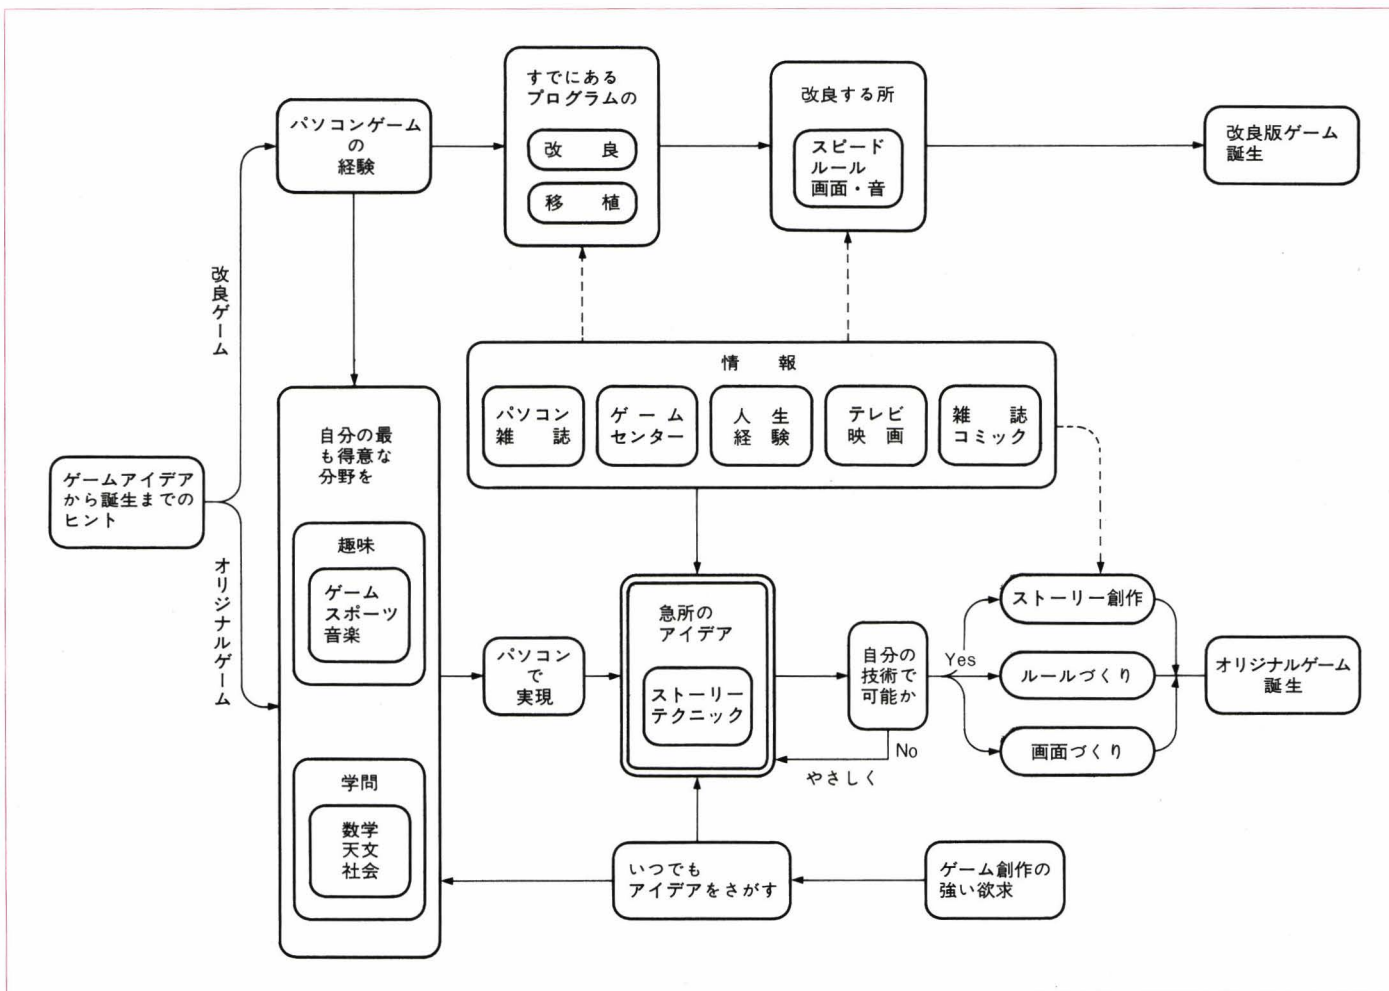 すでにある
プログラムの
改　良
移　植
改良する所
スピード
ルール
画面・音
パソコンゲーム
の
経験
改良版ゲーム
誕生
改良ゲーム
情　報
パソコン
雑　誌
ゲーム
センター
人　生
経　験
テレビ
映　画
雑　誌
コミック
自分の最
も得意な
分野を
ゲームアイデア
から誕生までの
ヒント
オリジナルゲーム
趣味
ゲーム
スポーツ
音楽
学問
数学
天文
社会
パソコン
で
実現
急所の
アイデア
ストーリー
テクニック
自分の
技術で
可能か
Yes
No
やさしく
ストーリー創作
ルールづくり
画面づくり
オリジナルゲーム
誕生
いつでも
アイデアをさがす
ゲーム創作の
強い欲求